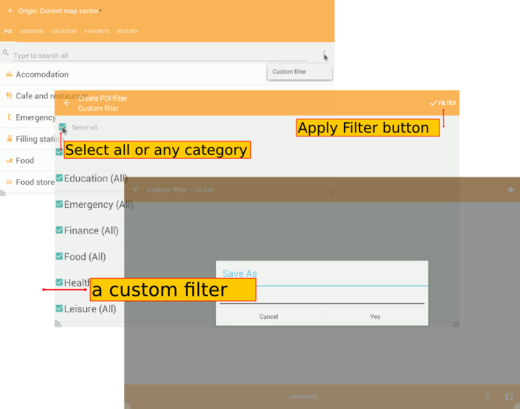 Origin: Current map center
POI ADDRESS LOCATION FAVORITE HISTORY
Type to search all
Custom filter
Accomodation
Cafe and restaurant
Create POI filter
Custom filter
FILTER
Emergency
Select all
Apply Filter button
Filling station
Select all or any category
Food
Education (All)
Food store
Custom filter
Emergency (All)
Finance (All)
Food (All)
Save As
Health
a custom filter
Leisure (All)
Cancel Yes